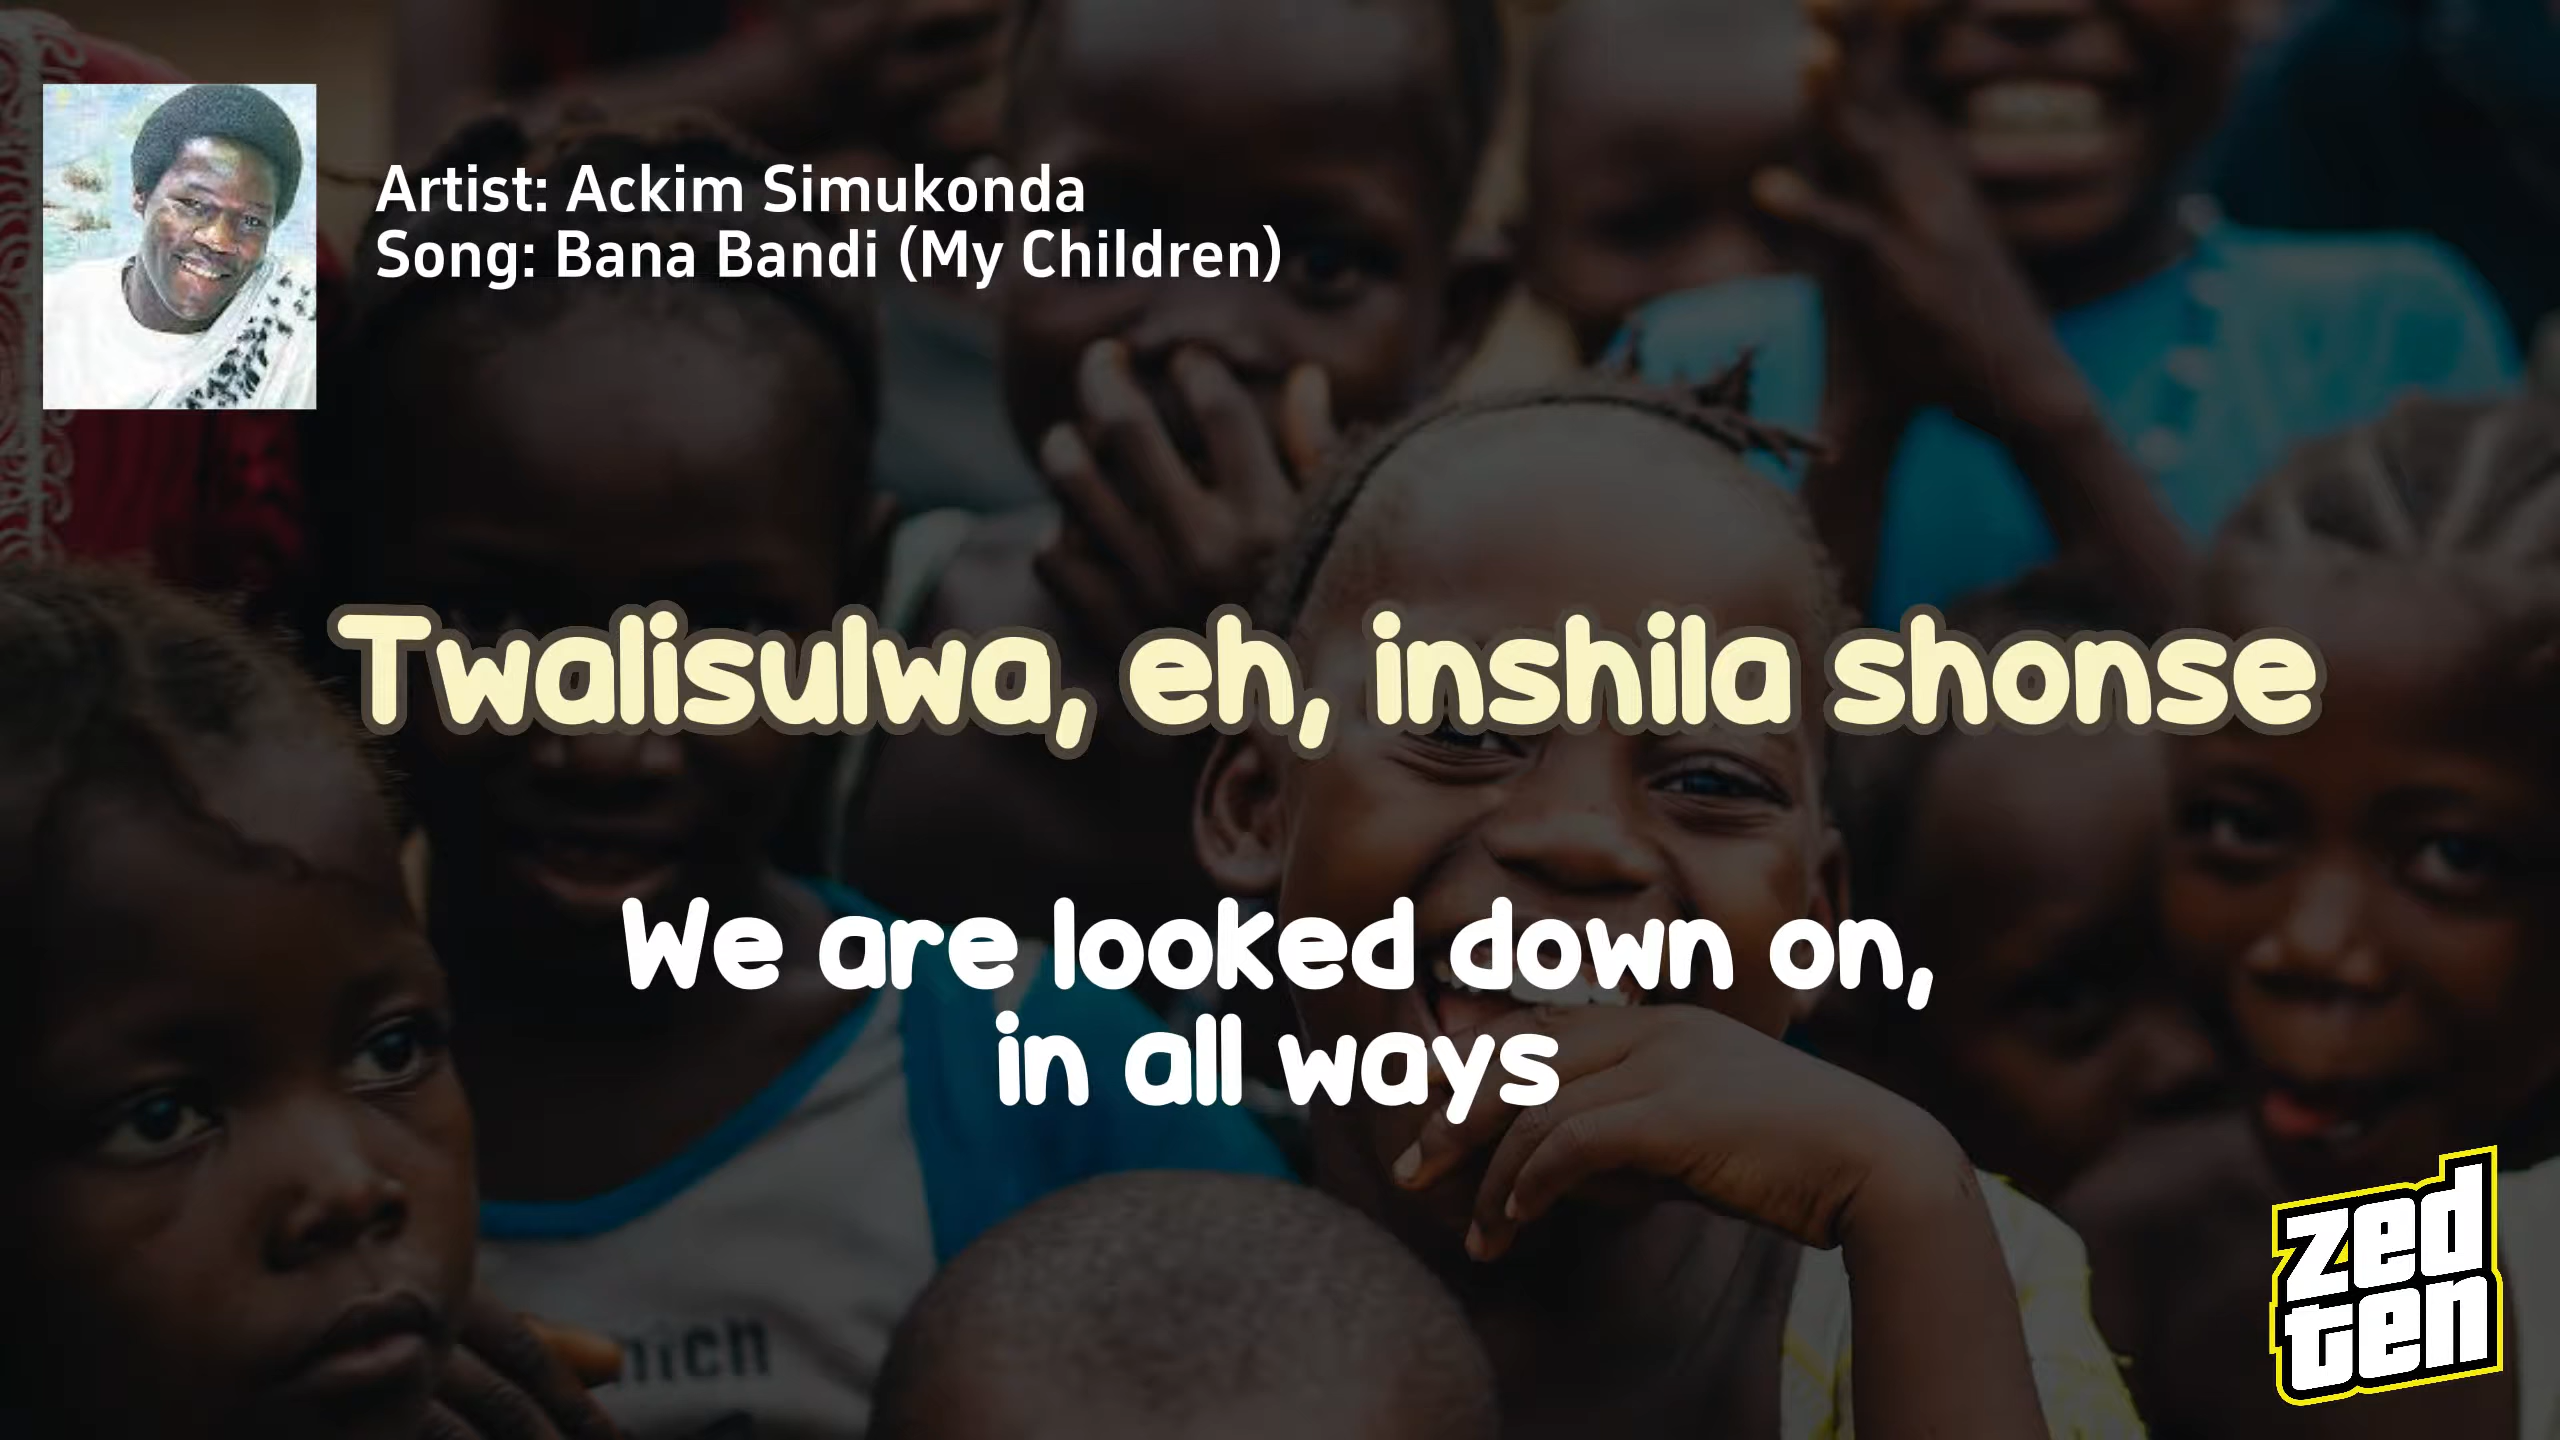 Artist: Ackim Simukonda
Song: Bana Bandi (My Children)
Twalisulwa, eh, inshila shonse
We are looked down on,
in all ways
nich
zed
ten